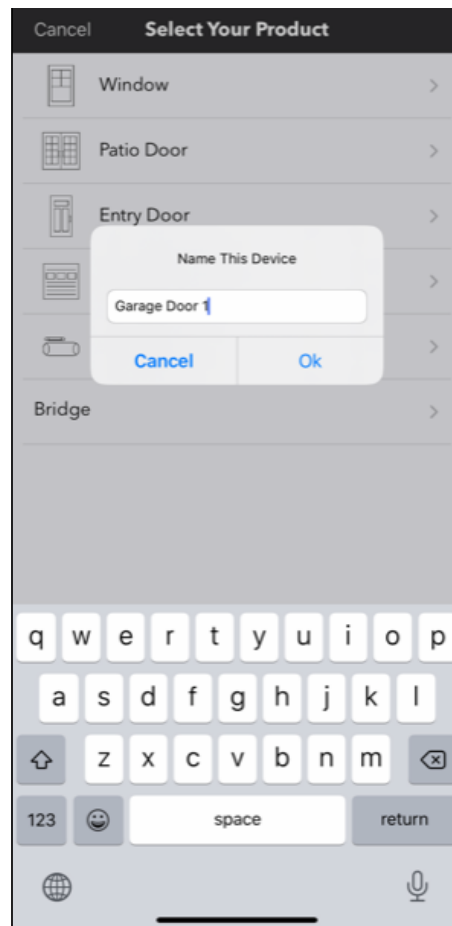 Cancel Select Your Product
Window
Patio Door
Entry Door
Name This Device
Garage Door 1
Cancel Ok
Bridge
q w e r t y u i o p
a s d f g h j k l
z x c v b n m
123 space return